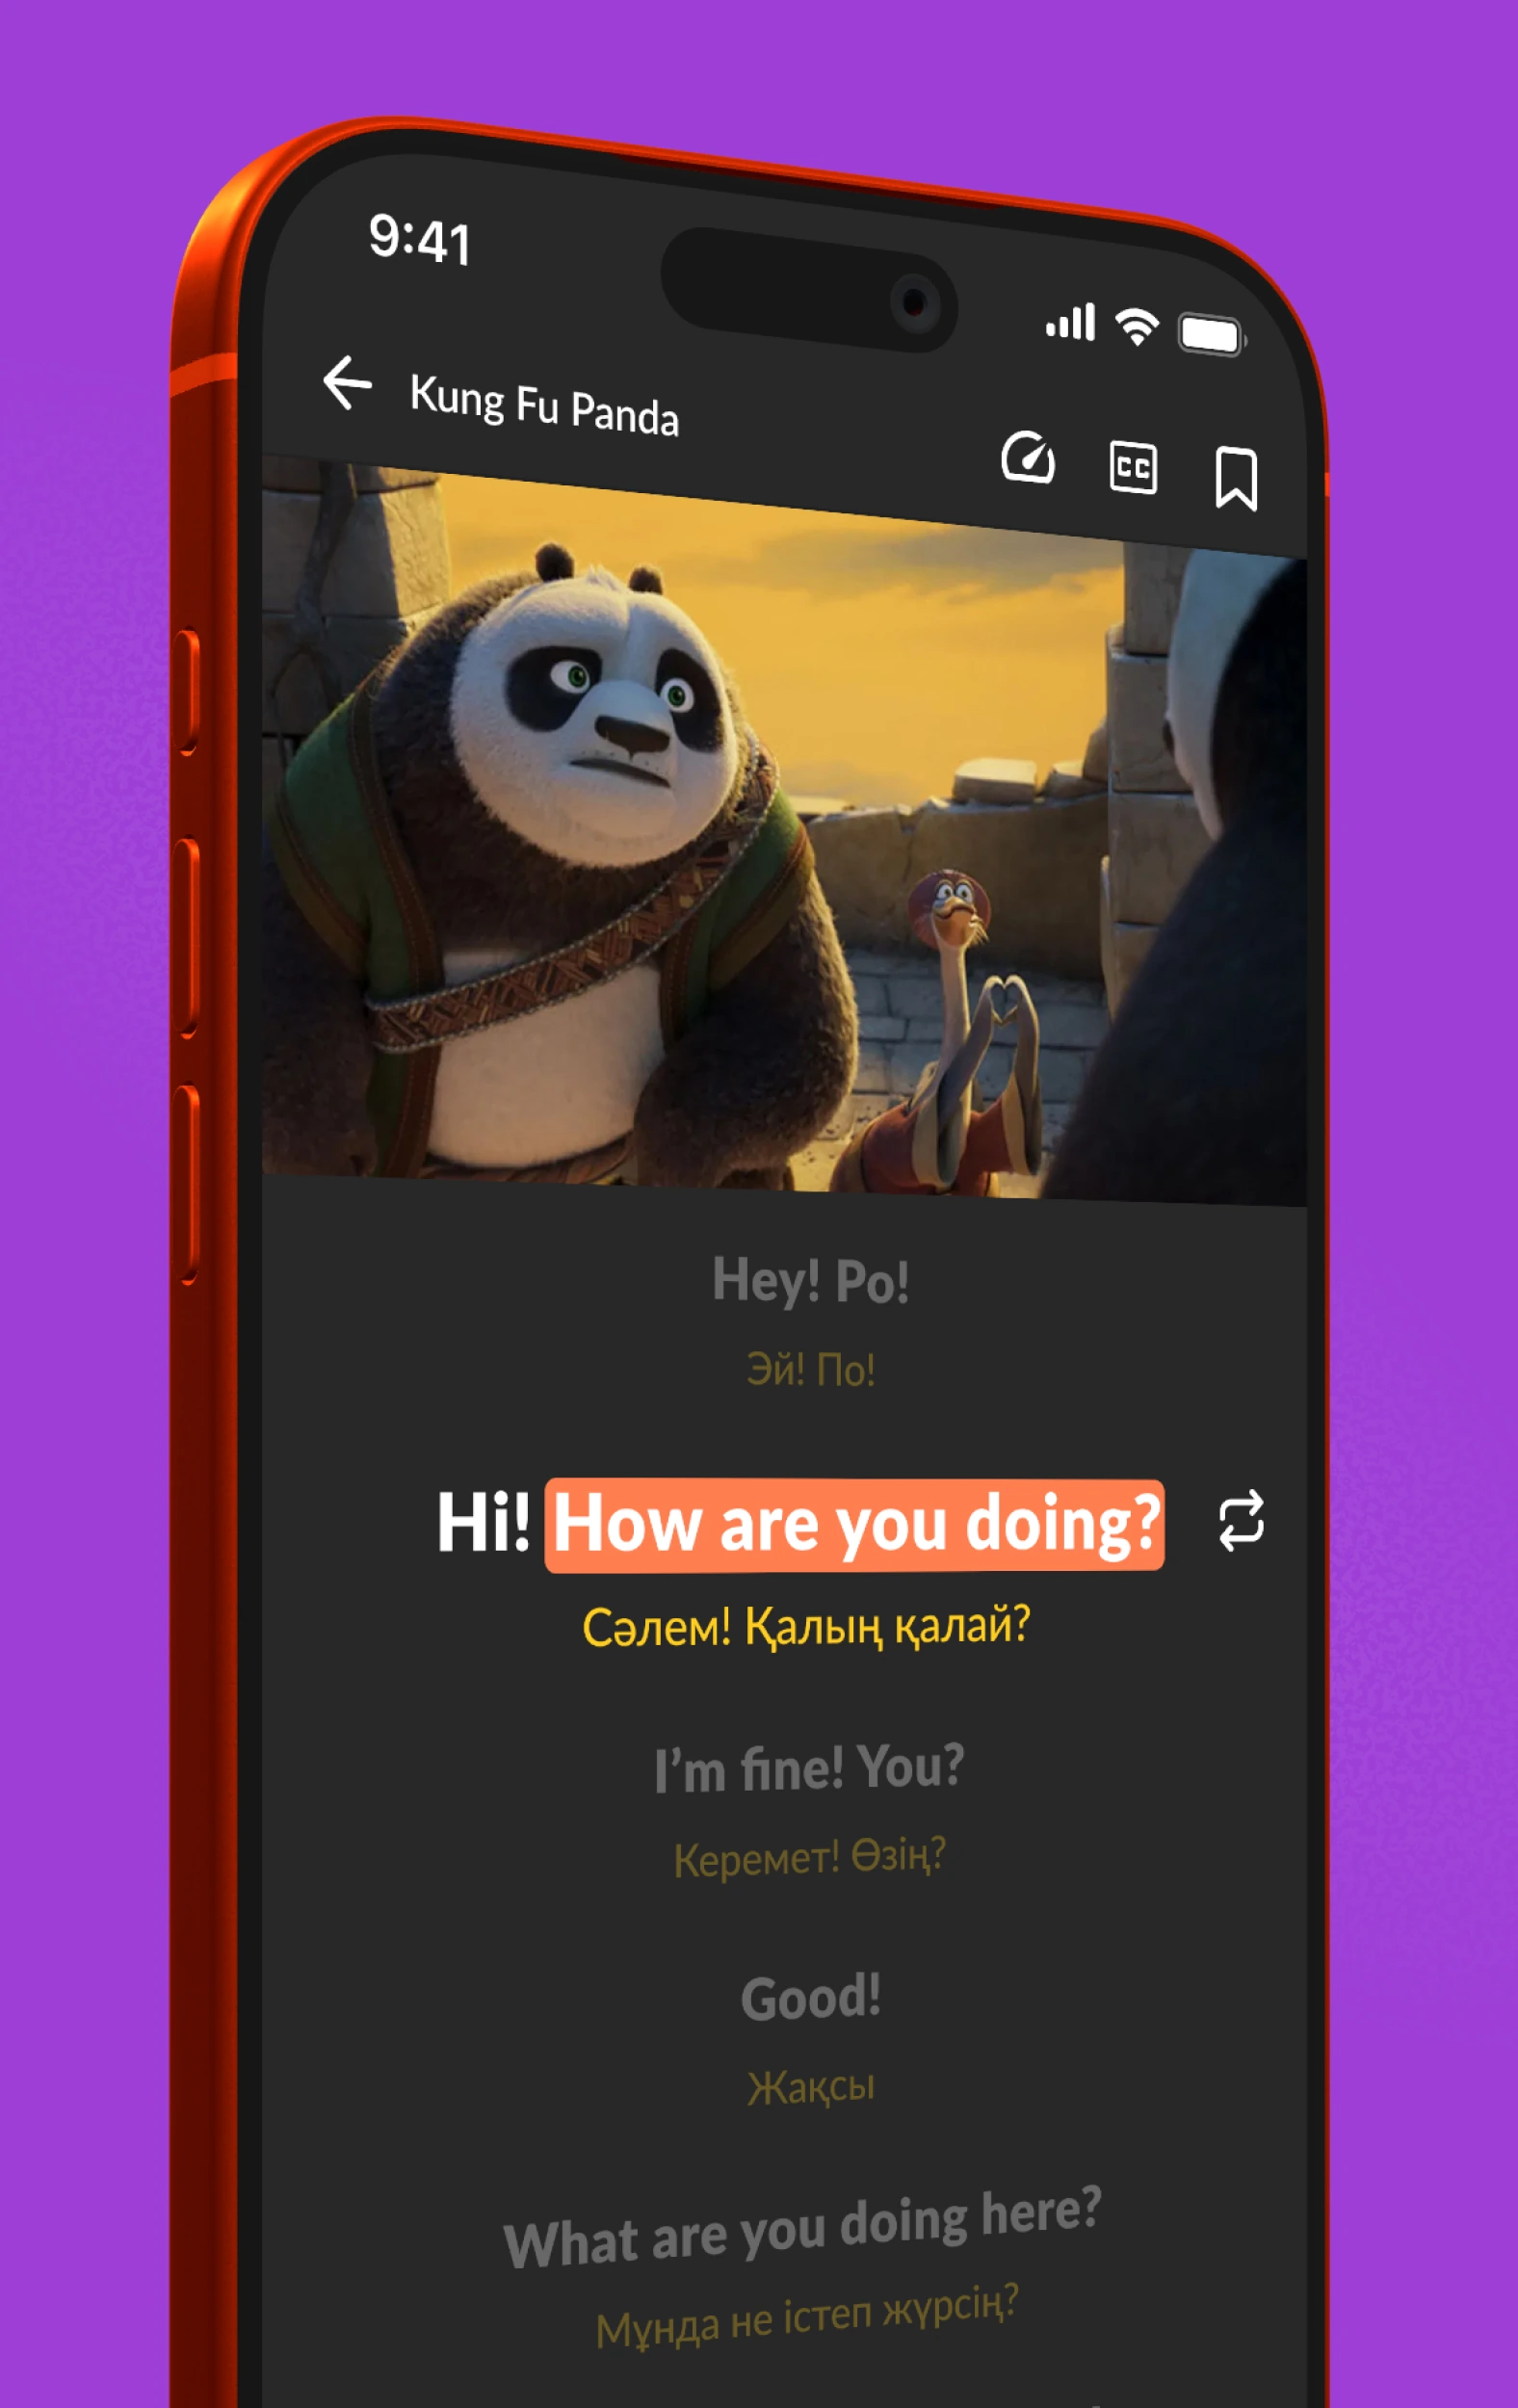 9:41
Kung Fu Panda
CC
Hey! Po!
Эй! По!
Hi! How are you doing?
Сәлем! Қалың қалай?
I'm fine! You?
Керемет! Өзің?
Good!
Жақсы
What are you doing here?
Мұнда не істеп жүрсің?